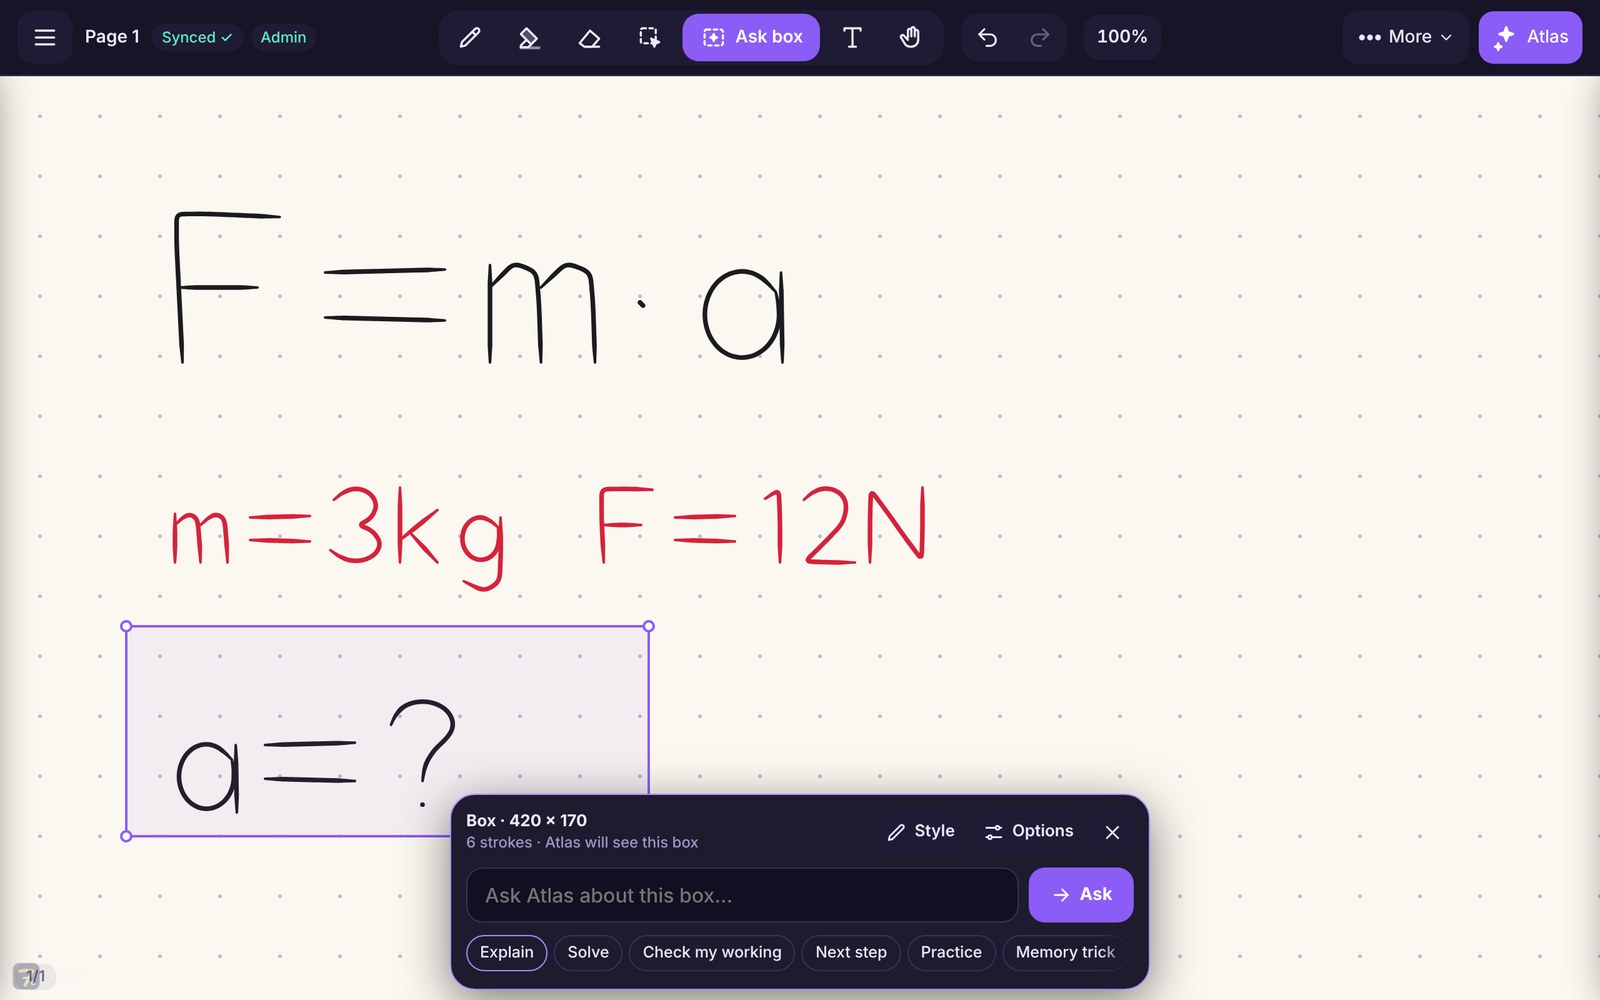 Page 1 Synced ✓ Admin Ask box T 100% ••• More Atlas
F = m · a
m = 3kg F = 12N
a = ?
Box · 420 × 170 Style Options
6 strokes · Atlas will see this box
Ask Atlas about this box... → Ask
Explain Solve Check my working Next step Practice Memory trick
1/1